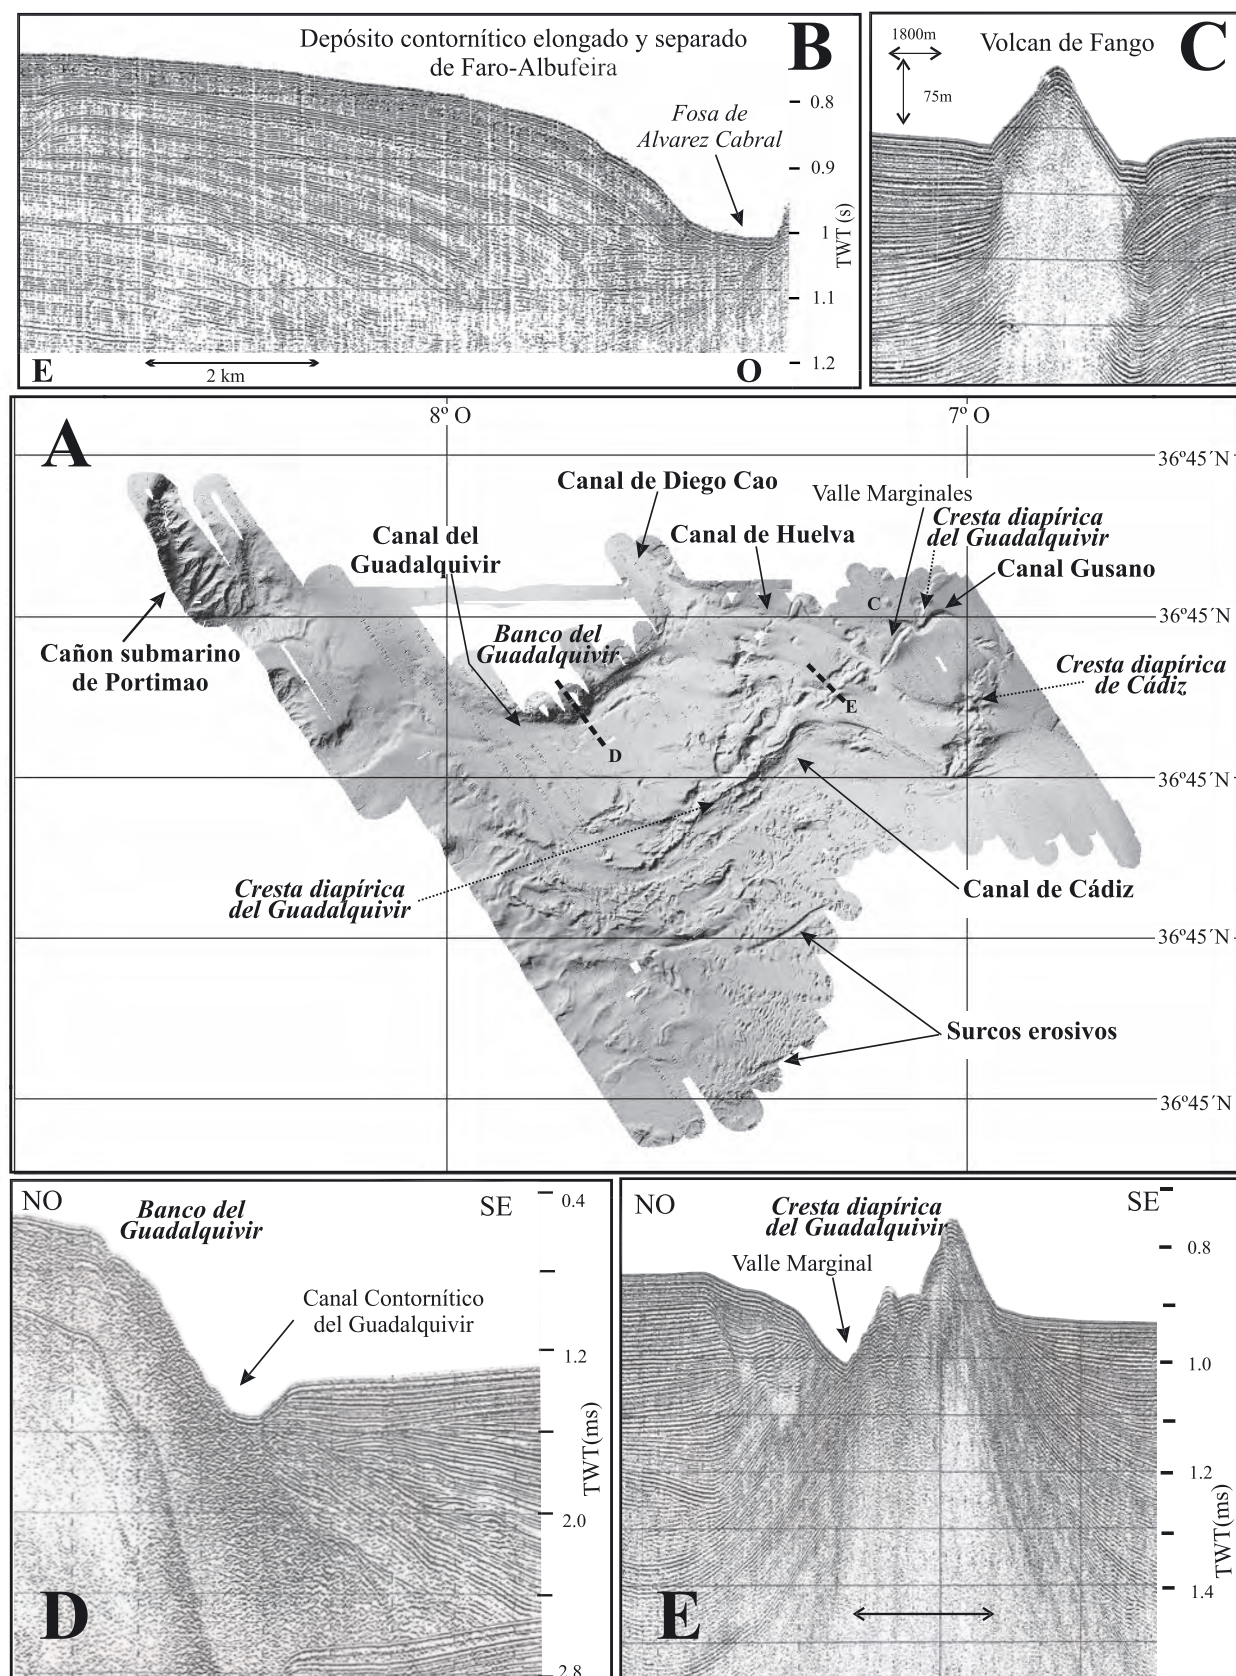 Depósito contornítico elongado y separado
de Faro-Albufeira
B
Fosa de
Alvarez Cabral
0.8
0.9
1
1.1
1.2
TWT (s)
E
2 km
O
1800m
75m
Volcan de Fango
C
A
8º O
7º O
36º45´N
36º45´N
36º45´N
36º45´N
36º45´N
Canal de Diego Cao
Canal de Huelva
Valle Marginales
Cresta diapírica
del Guadalquivir
Canal Gusano
Canal del
Guadalquivir
C
Banco del
Guadalquivir
Cañon submarino
de Portimao
Cresta diapírica
de Cádiz
E
D
Cresta diapírica
del Guadalquivir
Canal de Cádiz
Surcos erosivos
NO
Banco del
Guadalquivir
SE
Canal Contornítico
del Guadalquivir
0.4
1.2
2.0
2.8
TWT(ms)
D
NO
Cresta diapírica
del Guadalquivir
SE
Valle Marginal
0.8
1.0
1.2
1.4
TWT(ms)
E